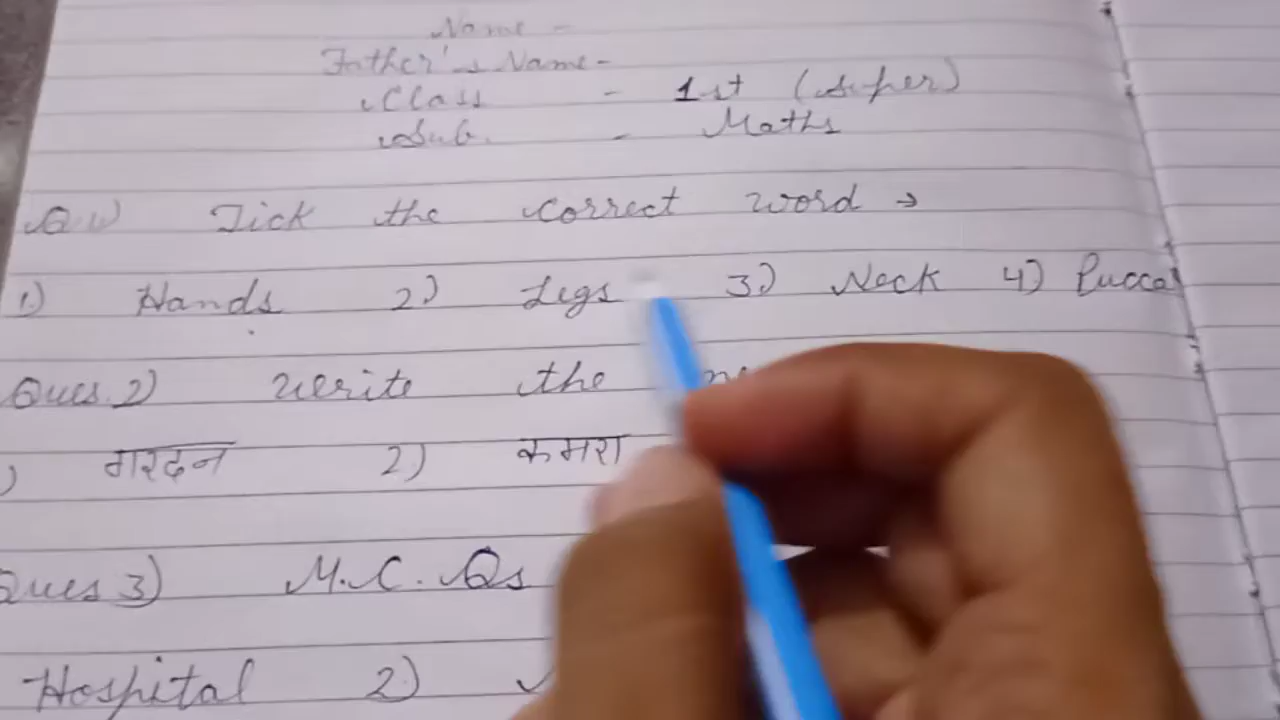 Name -
Father's Name -
Class - 1st (super)
Sub. - Maths
Q.1) Tick the correct word →
1) Hands 2) Legs 3) Neck 4) Pucca
Ques.2) write the
) गरदन 2) कमरा
Ques 3) M.C.Qs
Hospital 2)